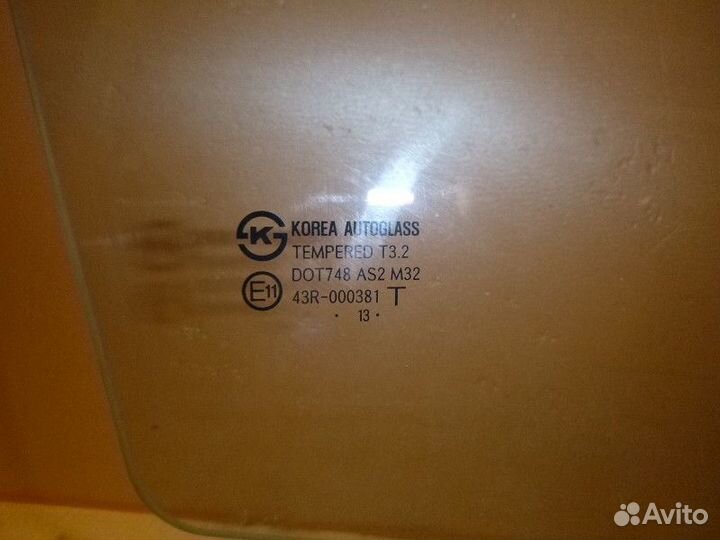 K KOREA AUTOGLASS
TEMPERED T3.2
DOT748 AS2 M32
E11 43R-000381 T
· 13 ·
Avito